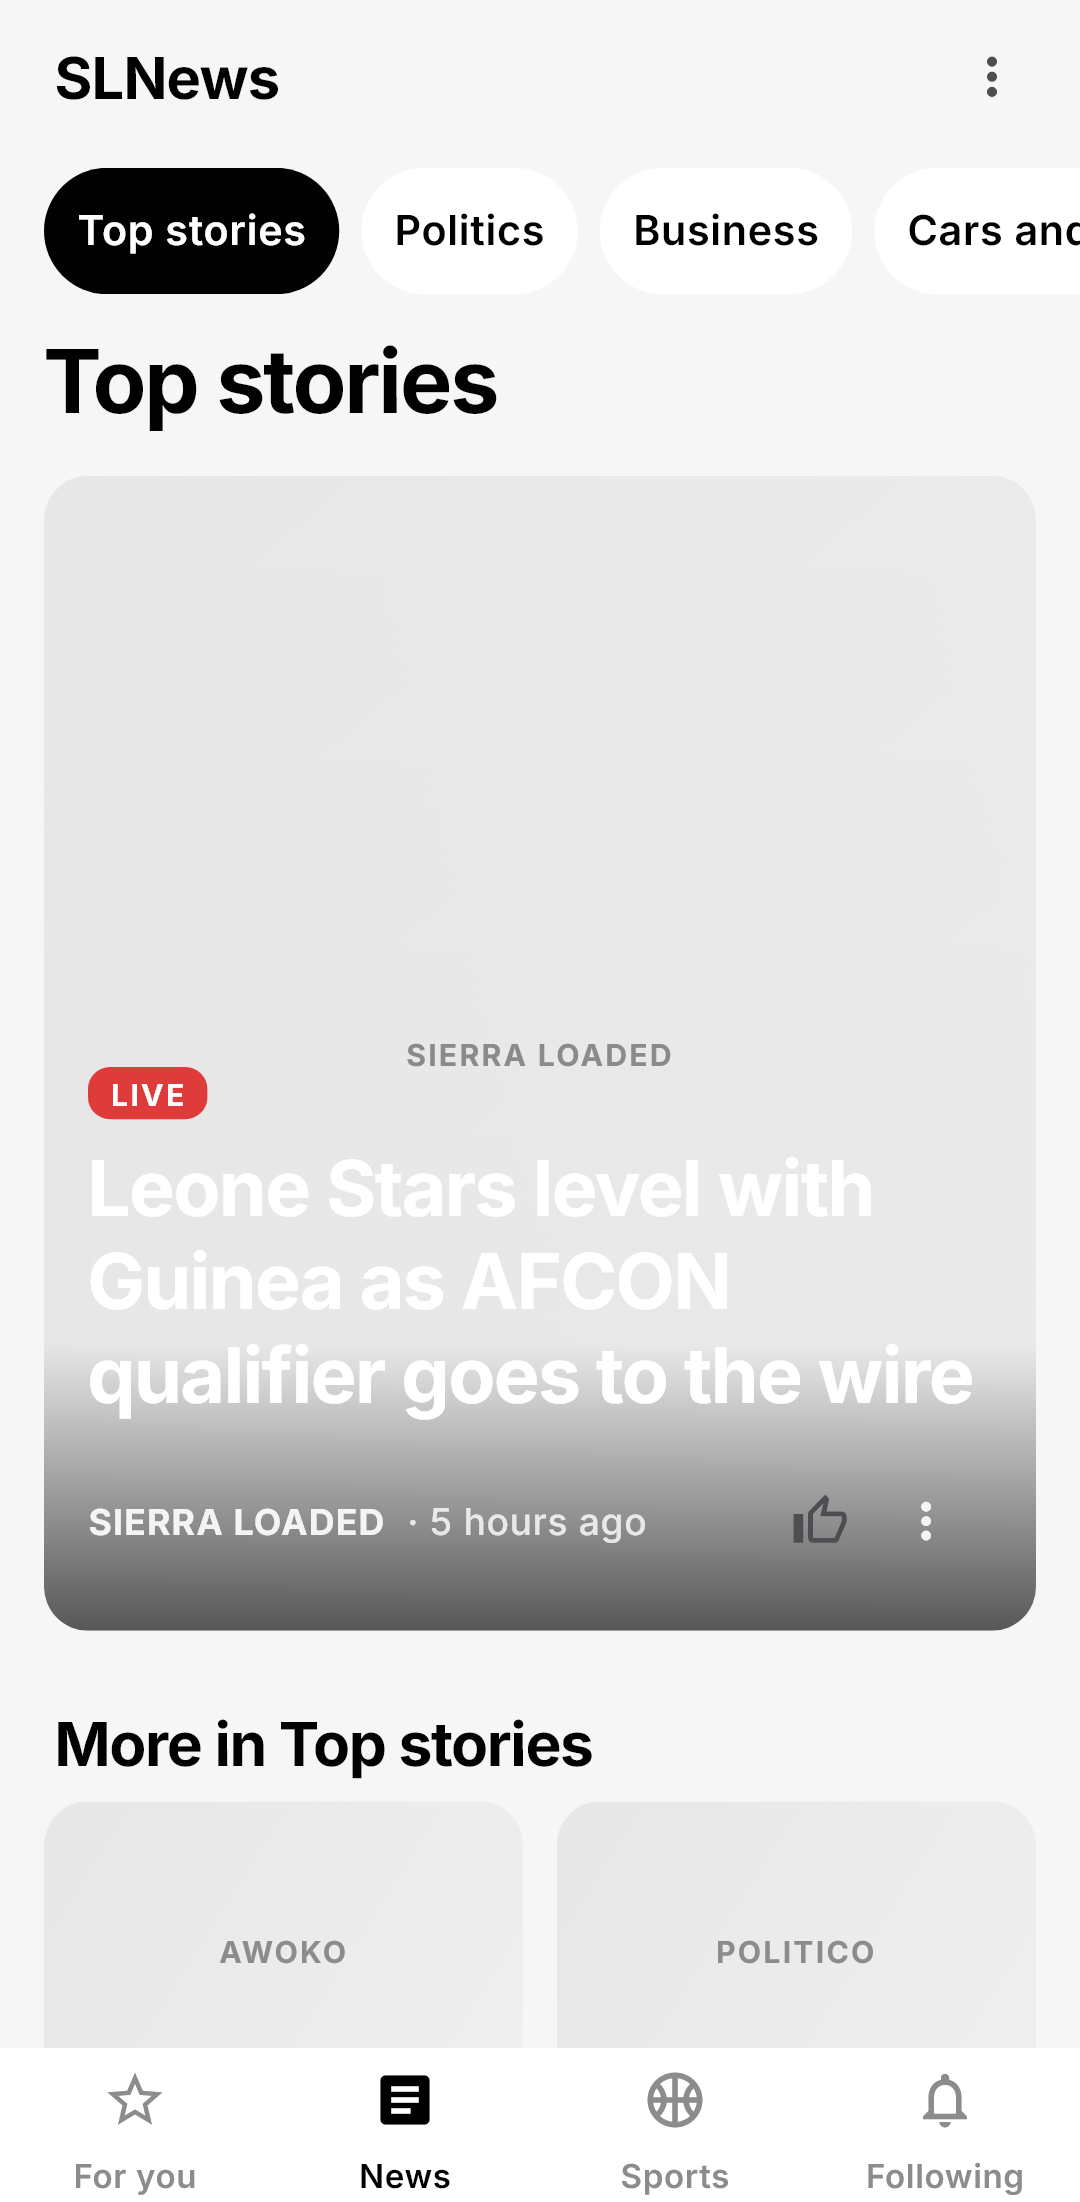 SLNews
Top stories
Politics
Business
Cars and
Top stories
SIERRA LOADED
LIVE
Leone Stars level with
Guinea as AFCON
qualifier goes to the wire
SIERRA LOADED · 5 hours ago
More in Top stories
AWOKO
POLITICO
For you
News
Sports
Following